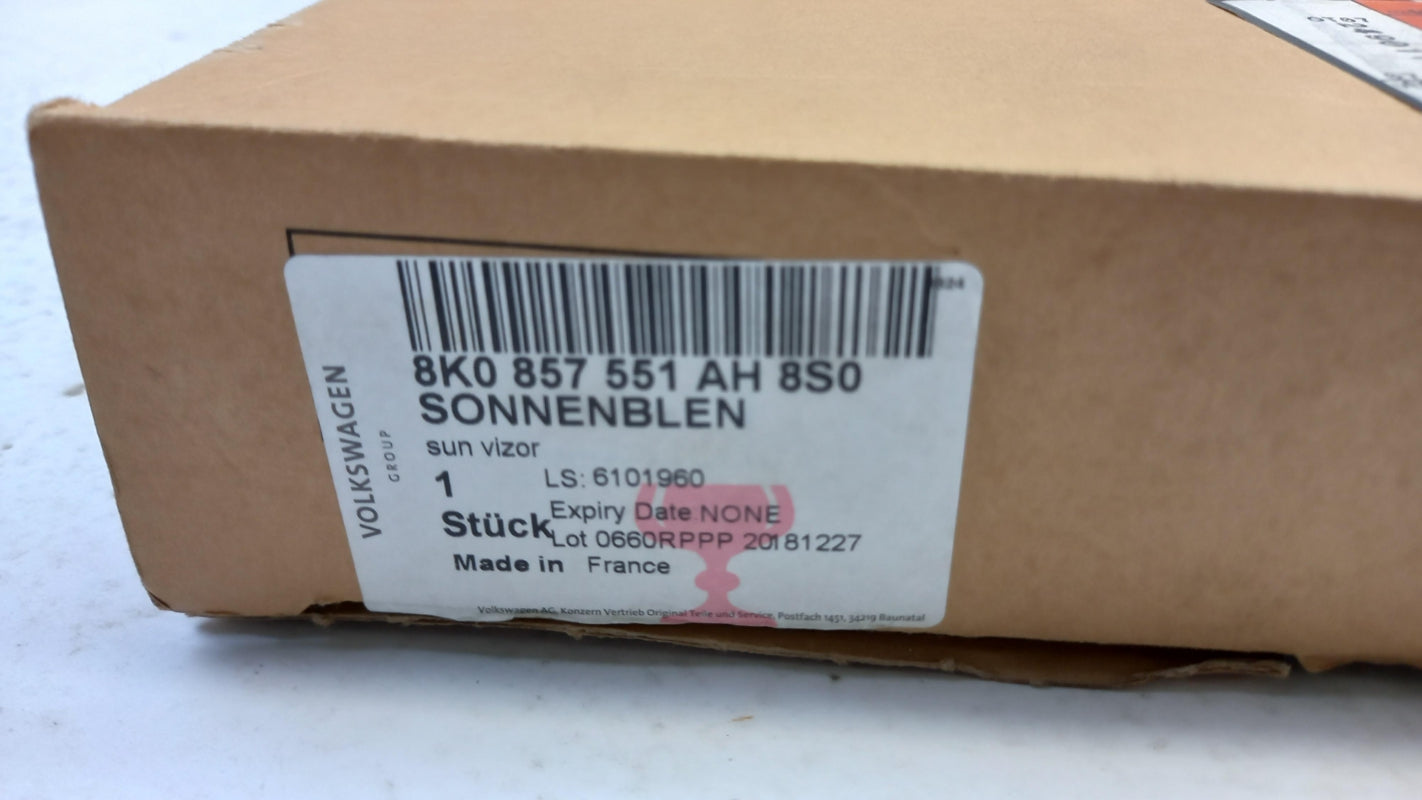 VOLKSWAGEN
GROUP
8K0 857 551 AH 8S0
SONNENBLEN
sun vizor
1 LS: 6101960
Expiry Date NONE
Stück
Lot 0660RPPP 20181227
Made in France
Volkswagen AG, Konzern Vertrieb Original Teile und Service, Postfach 1451, 34219 Baunatal